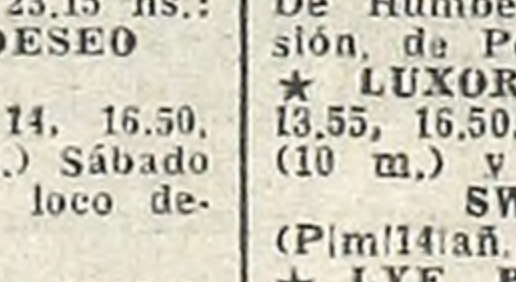 23.15 hs.:
DESEO
14, 16.50,
.) Sábado
loco de-
De Humbe
sión, de P
★ LUXOR
13.55, 16.50,
(10 m.) y
SW
(P|m|14|añ.
★ LYF